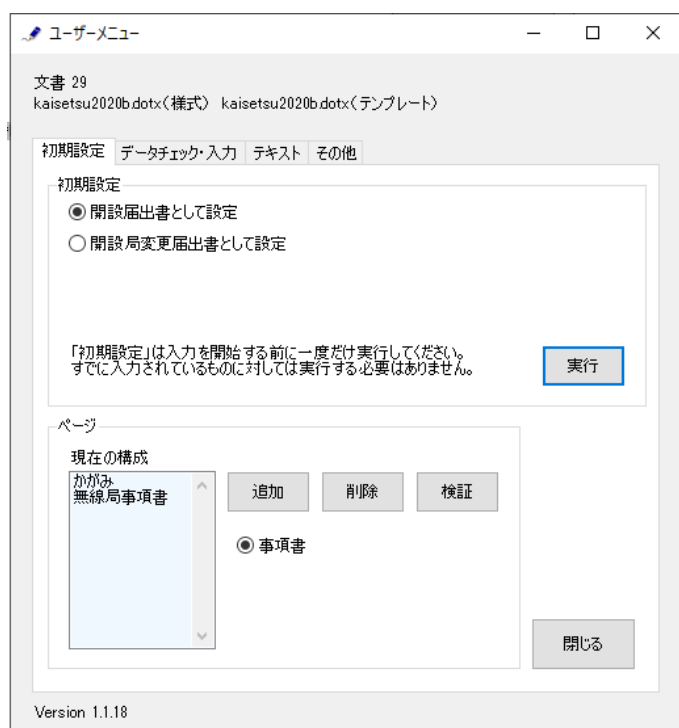 ユーザーメニュー
文書 29
kaisetsu2020b.dotx(様式) kaisetsu2020b.dotx(テンプレート)
初期設定 データチェック・入力 テキスト その他
初期設定
開設届出書として設定
開設局変更届出書として設定
「初期設定」は入力を開始する前に一度だけ実行してください。
すでに入力されているものに対しては実行する必要はありません。
実行
ページ
現在の構成
かがみ
無線局事項書
追加 削除 検証
事項書
閉じる
Version 1.1.18